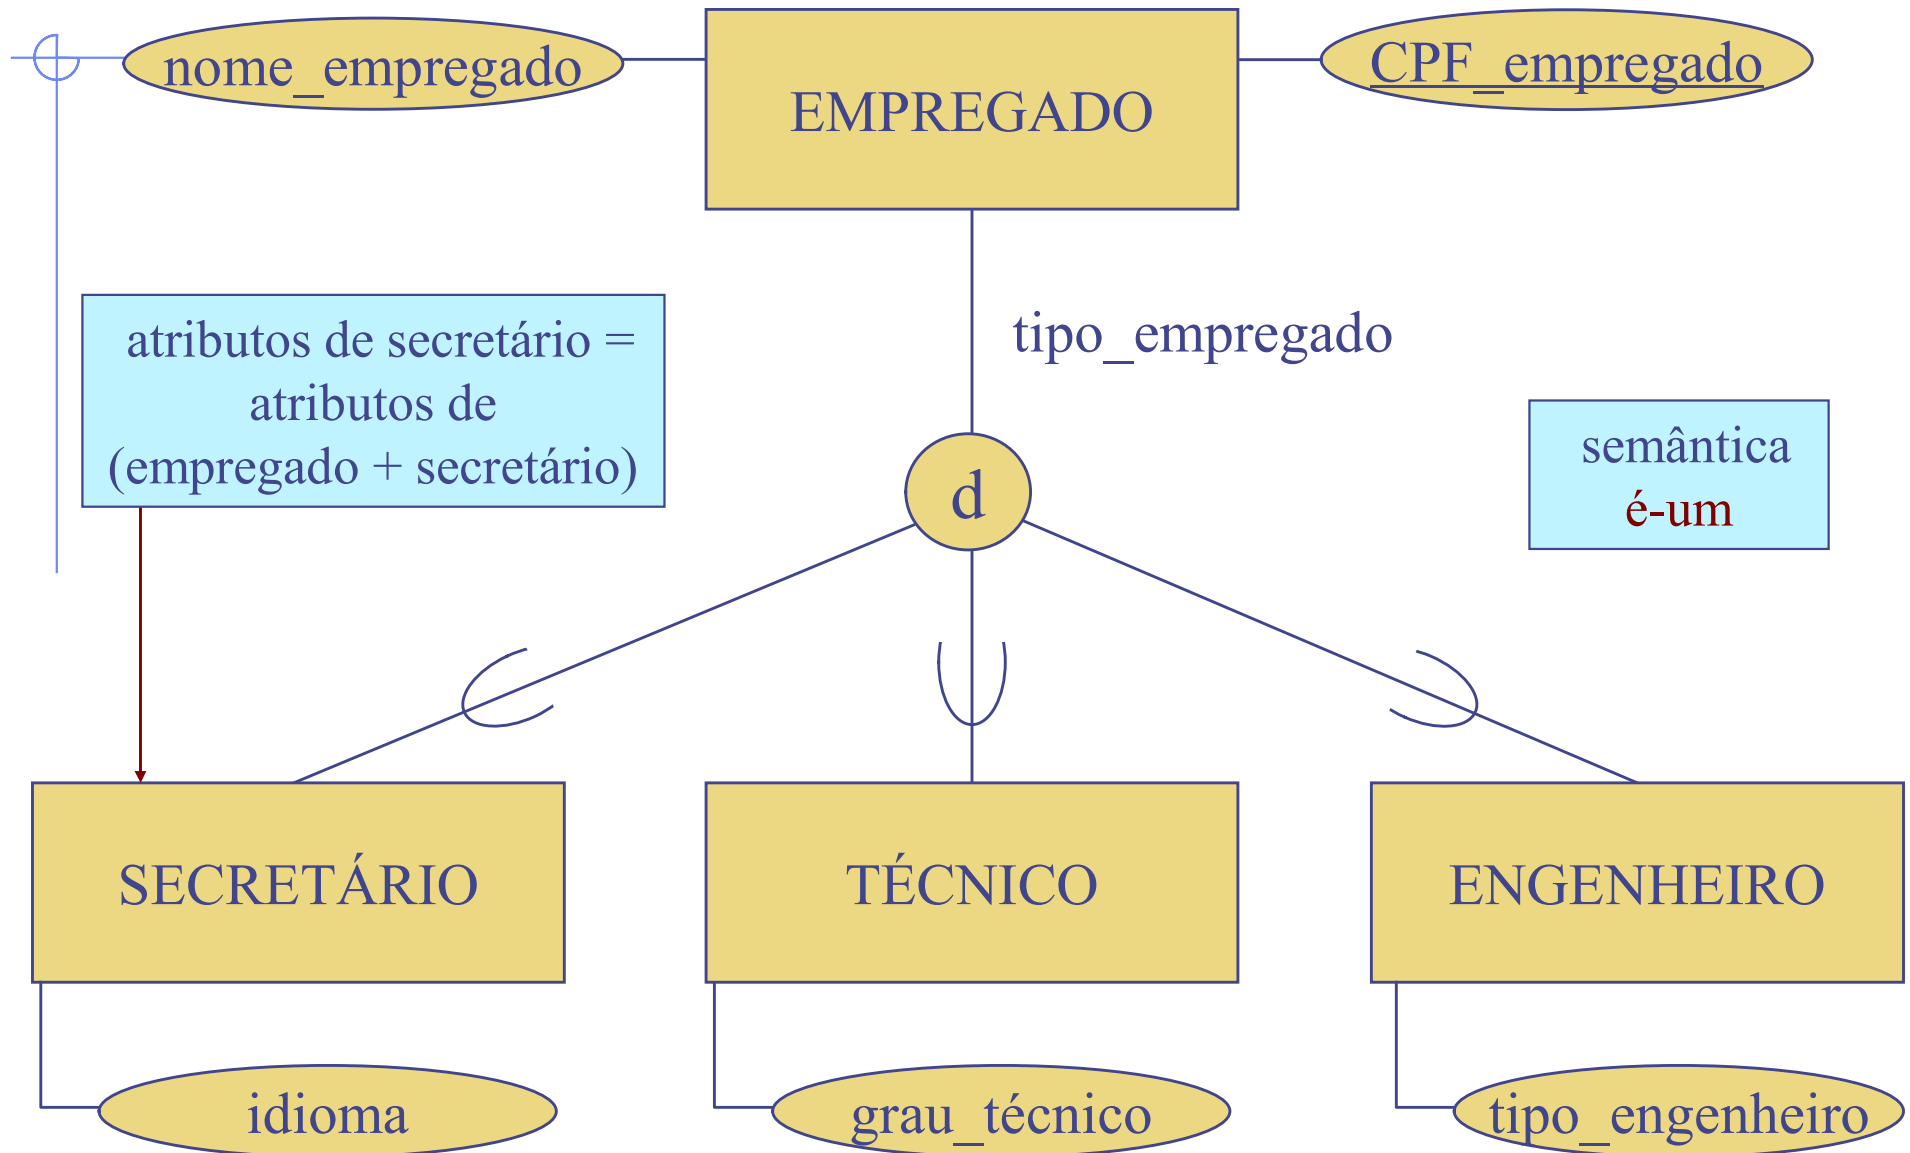 nome_empregado
CPF_empregado
EMPREGADO
atributos de secretário =
atributos de
(empregado + secretário)
tipo_empregado
semântica
é-um
d
SECRETÁRIO
TÉCNICO
ENGENHEIRO
idioma
grau_técnico
tipo_engenheiro